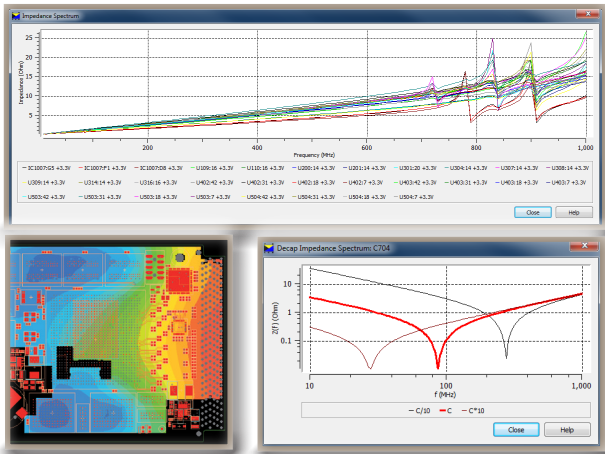 Impedance Spectrum
25
20
15
10
5
Impedance (Ohm)
200 400 600 800 1,000
Frequency (MHz)
IC1007:G5 +3.3V IC1007:F1 +3.3V IC1007:D8 +3.3V U109:16 +3.3V U110:16 +3.3V U200:14 +3.3V U201:14 +3.3V U301:20 +3.3V U304:14 +3.3V U307:14 +3.3V U308:14 +3.3V
U309:14 +3.3V U314:14 +3.3V U316:16 +3.3V U402:42 +3.3V U402:31 +3.3V U402:18 +3.3V U402:7 +3.3V U403:42 +3.3V U403:31 +3.3V U403:18 +3.3V U403:7 +3.3V
U503:42 +3.3V U503:31 +3.3V U503:18 +3.3V U503:7 +3.3V U504:42 +3.3V U504:31 +3.3V U504:18 +3.3V U504:7 +3.3V
Close Help
Decap Impedance Spectrum: C704
10
1
0.1
Z(f) (Ohm)
10 100 1,000
f (MHz)
C/10 C C*10
Close Help